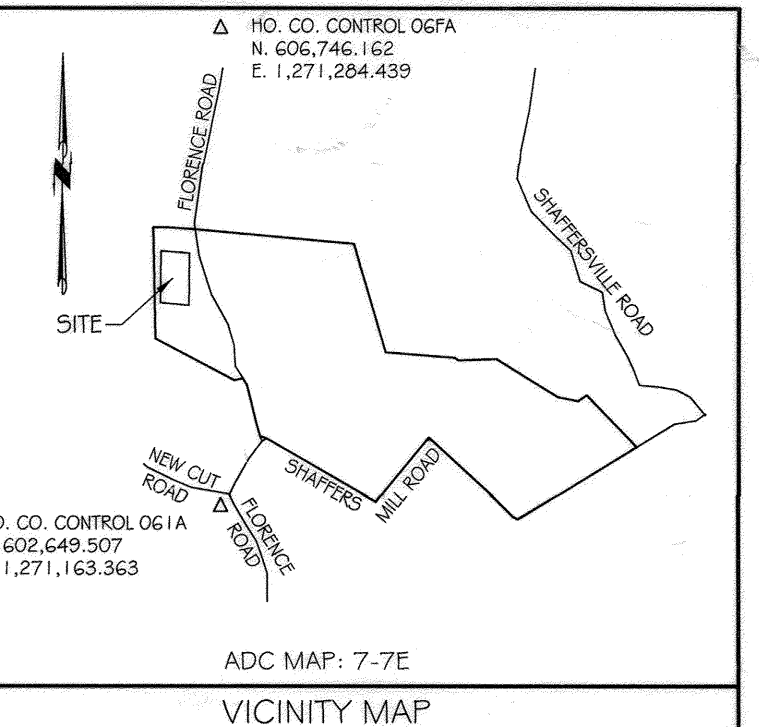 HO. CO. CONTROL 06FA
N. 606,746.162
E. 1,271,284.439
FLORENCE ROAD
SHAFFERSVILLE ROAD
SITE
NEW CUT
ROAD
SHAFFERS
MILL ROAD
FLORENCE
ROAD
O. CO. CONTROL 061A
602,649.507
1,271,163.363
ADC MAP: 7-7E
VICINITY MAP